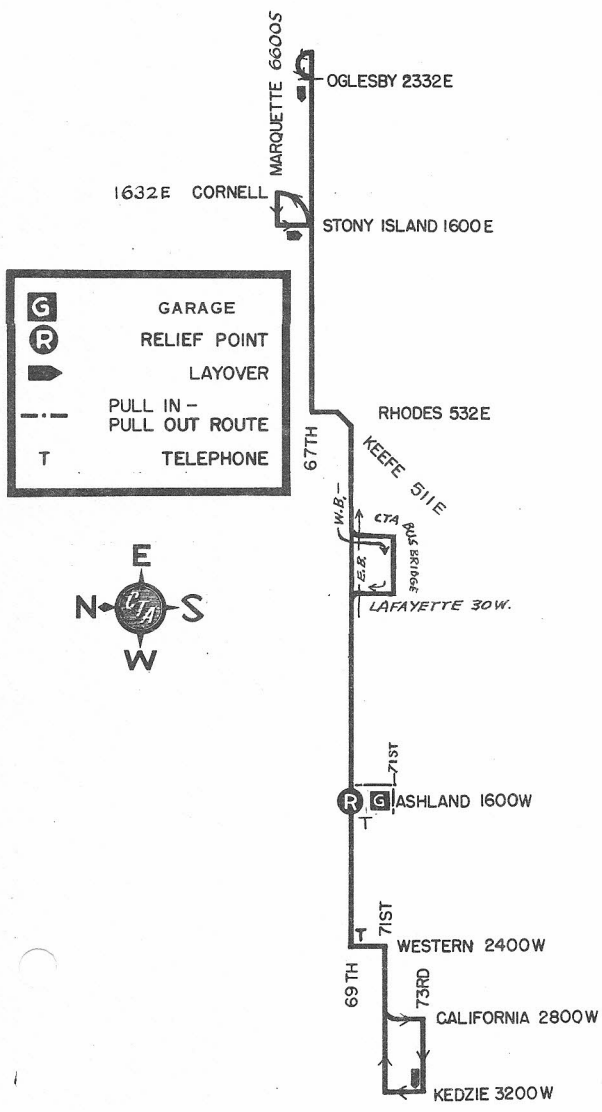 MARQUETTE 6600S
OGLESBY 2332E
1632E CORNELL
STONY ISLAND 1600E
G GARAGE
R RELIEF POINT
LAYOVER
PULL IN –
PULL OUT ROUTE
T TELEPHONE
RHODES 532E
67TH
KEEFE 511E
W.B.
CTA BUS BRIDGE
E.B.
LAFAYETTE 30W.
E
N CTA S
W
71ST
R G ASHLAND 1600W
T
T 71ST
WESTERN 2400W
69TH
73RD
CALIFORNIA 2800W
KEDZIE 3200W